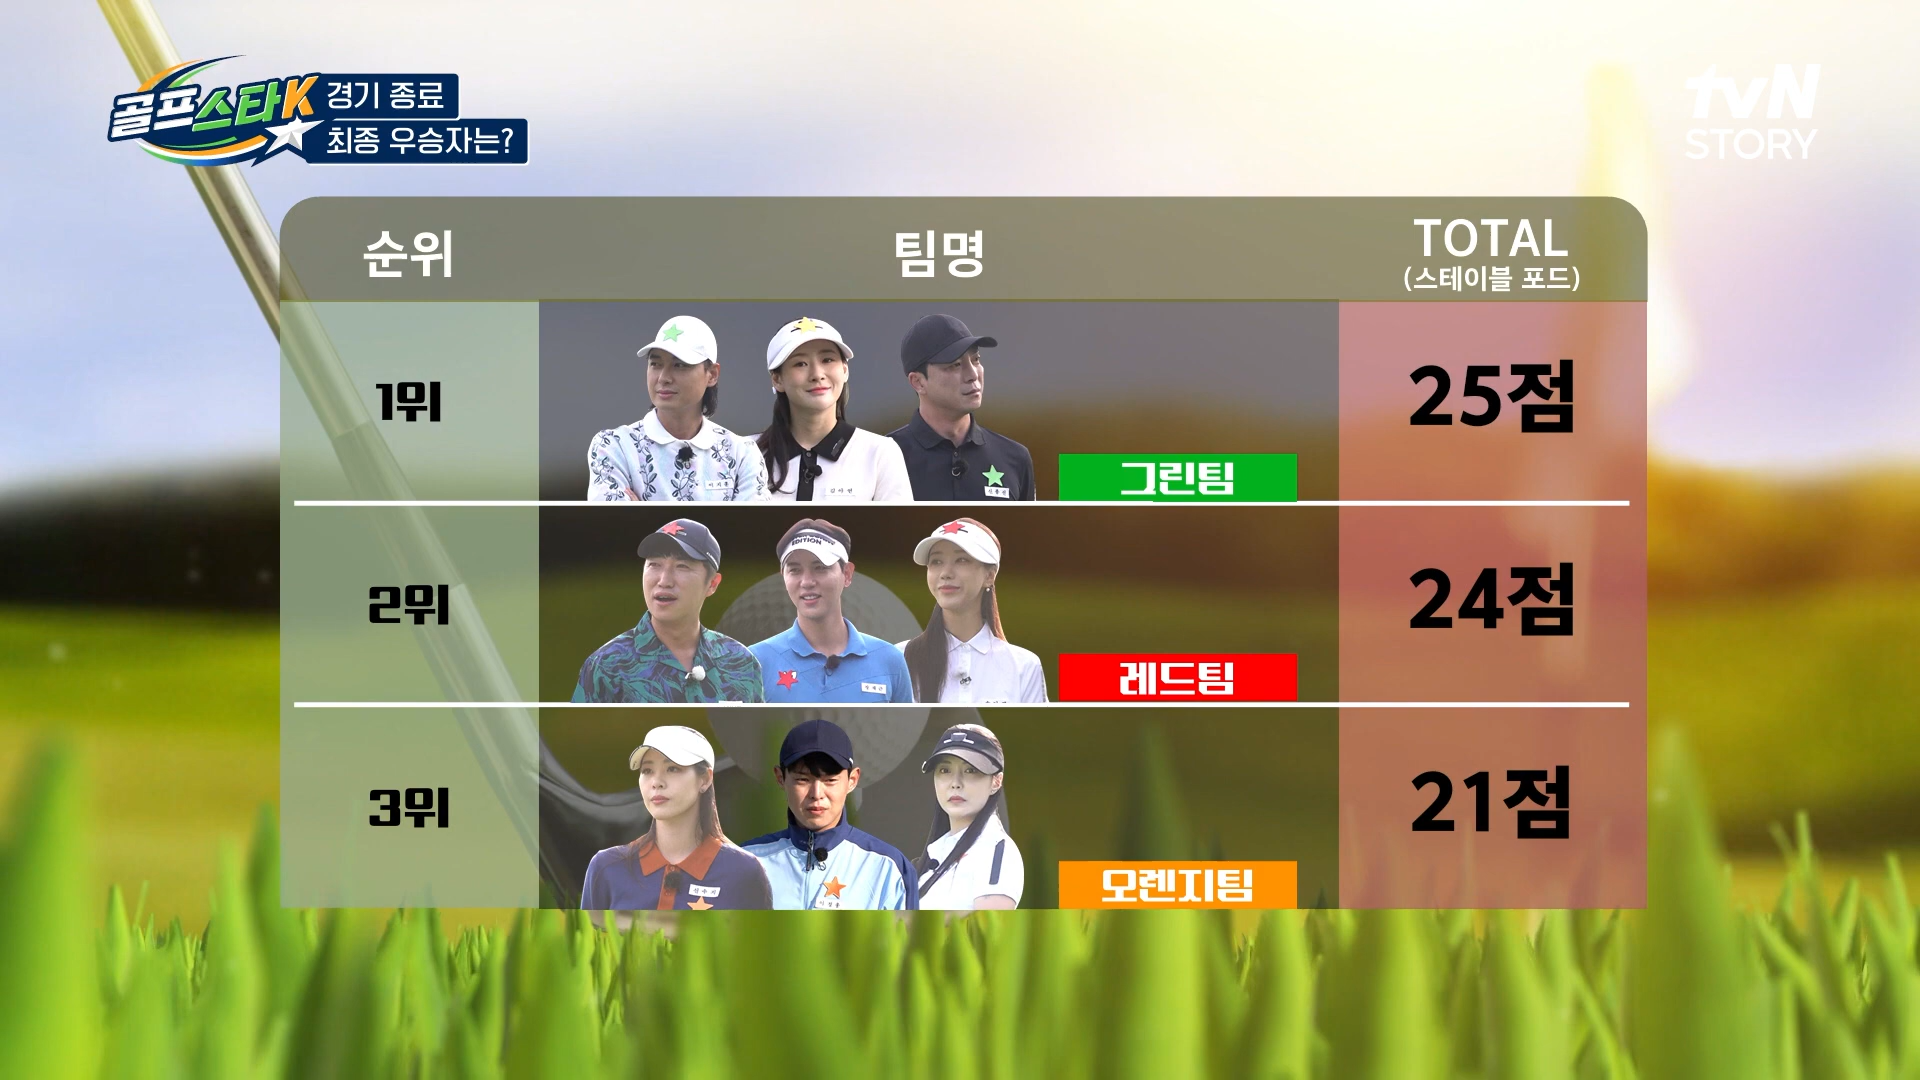 골프스타K
경기 종료
최종 우승자는?
tvN
STORY
순위
팀명
TOTAL
(스테이블 포드)
1위
그린팀
25점
EDITION
2위
레드팀
24점
3위
오렌지팀
21점